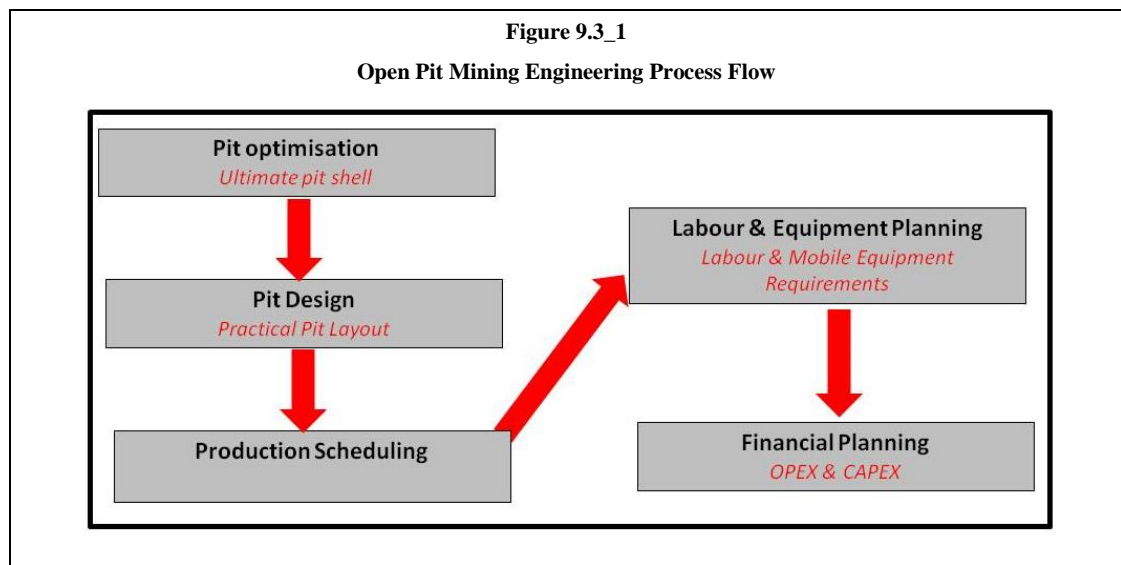 Figure 9.3_1
Open Pit Mining Engineering Process Flow
Pit optimisation
Ultimate pit shell
Pit Design
Practical Pit Layout
Production Scheduling
Labour & Equipment Planning
Labour & Mobile Equipment
Requirements
Financial Planning
OPEX & CAPEX